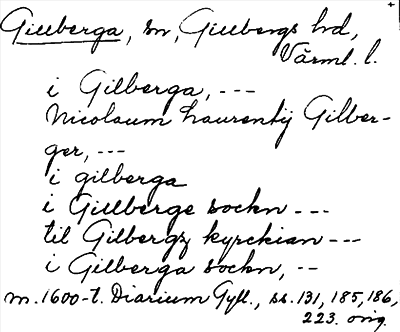 Gillberga, sn, Gillbergs hd,
Värml. l.
i Gilberga, ---
Nicolaum Laurentij Gilber-
ger, ---
i gilberga
i Gillberge sockn ---
til Gilbergz kyrckian ---
i Gilberga sockn, --
m. 1600-t. Diarium Gyll., ss. 131, 185, 186,
223. orig.